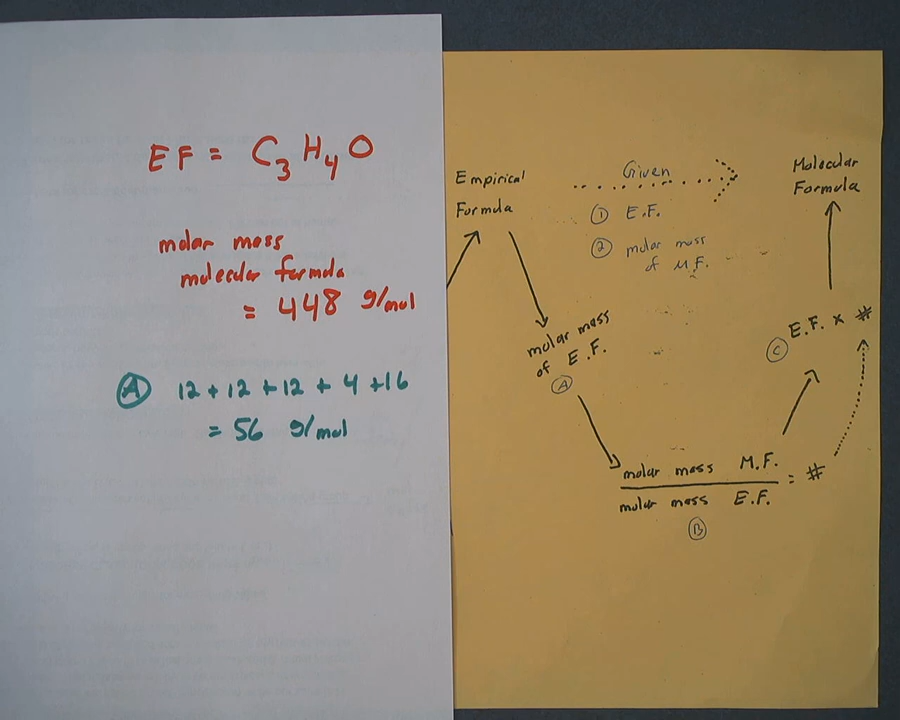 EF = C₃H₄O
molar mass
molecular formula
= 448 g/mol
Ⓐ 12 + 12 + 12 + 4 + 16
= 56 g/mol
Empirical
Formula
Given
① E.F.
② molar mass
of M.F.
Molecular
Formula
molar mass
of E.F.
Ⓐ
molar mass M.F.
molar mass E.F.
= #
Ⓑ
E.F. x #
Ⓒ